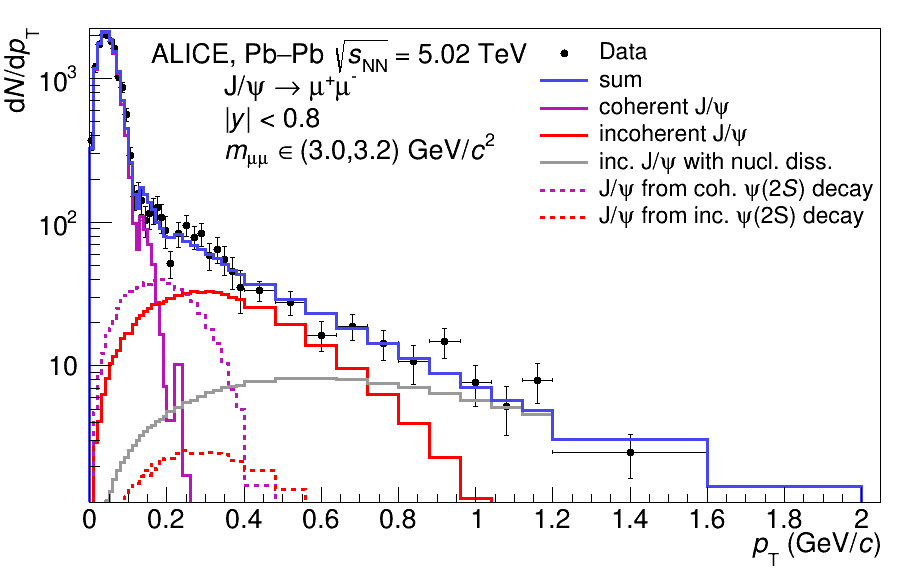 dN/dp_T
ALICE, Pb–Pb √s_NN = 5.02 TeV
J/ψ → μ⁺μ⁻
|y| < 0.8
m_μμ ∈ (3.0,3.2) GeV/c²
Data
sum
coherent J/ψ
incoherent J/ψ
inc. J/ψ with nucl. diss.
J/ψ from coh. ψ(2S) decay
J/ψ from inc. ψ(2S) decay
10³
10²
10
0 0.2 0.4 0.6 0.8 1 1.2 1.4 1.6 1.8 2
p_T (GeV/c)